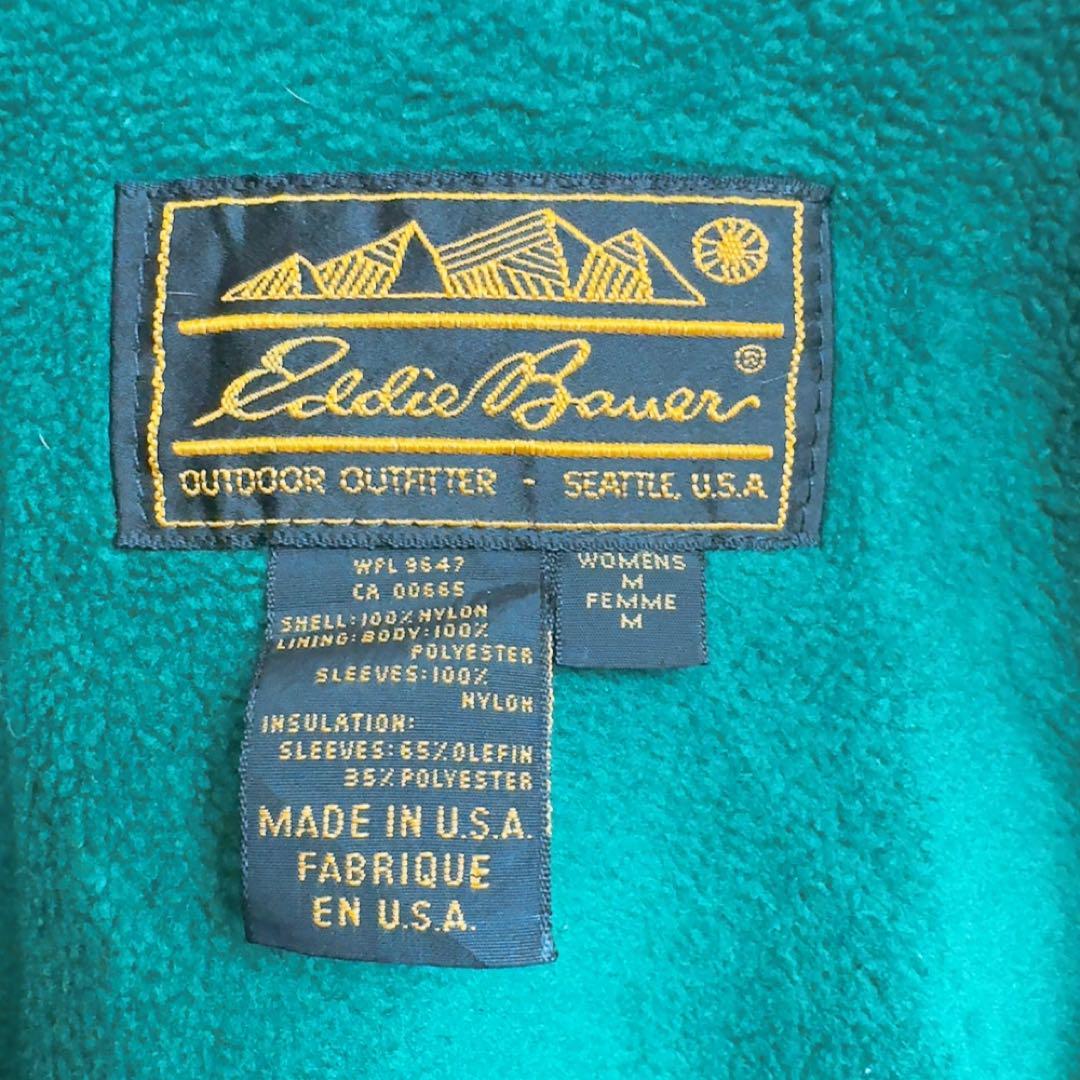 Eddie Bauer ®
OUTDOOR OUTFITTER - SEATTLE, U.S.A.
WPL 9647
CA 00665
SHELL: 100% NYLON
LINING: BODY: 100%
POLYESTER
SLEEVES: 100%
NYLON
INSULATION:
SLEEVES: 65% OLEFIN
35% POLYESTER
MADE IN U.S.A.
FABRIQUE
EN U.S.A.
WOMENS
M
FEMME
M